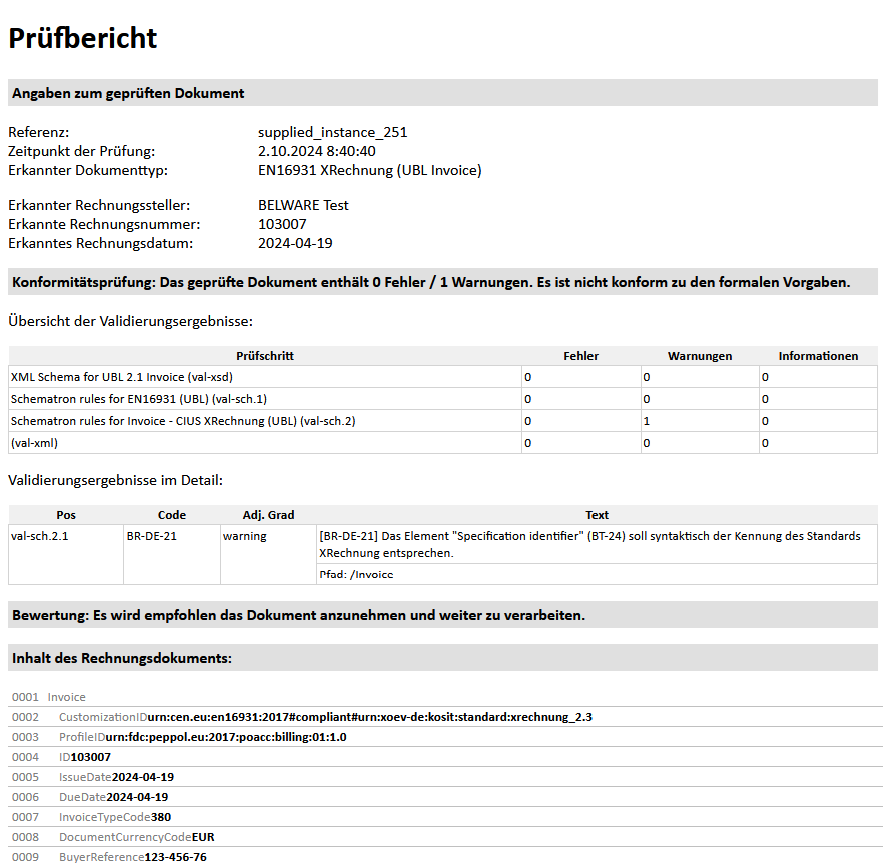 Prüfbericht
Angaben zum geprüften Dokument
Referenz: supplied_instance_251
Zeitpunkt der Prüfung: 2.10.2024 8:40:40
Erkannter Dokumenttyp: EN16931 XRechnung (UBL Invoice)
Erkannter Rechnungssteller: BELWARE Test
Erkannte Rechnungsnummer: 103007
Erkanntes Rechnungsdatum: 2024-04-19
Konformitätsprüfung: Das geprüfte Dokument enthält 0 Fehler / 1 Warnungen. Es ist nicht konform zu den formalen Vorgaben.
Übersicht der Validierungsergebnisse:
Prüfschritt Fehler Warnungen Informationen
XML Schema for UBL 2.1 Invoice (val-xsd) 0 0 0
Schematron rules for EN16931 (UBL) (val-sch.1) 0 0 0
Schematron rules for Invoice - CIUS XRechnung (UBL) (val-sch.2) 0 1 0
(val-xml) 0 0 0
Validierungsergebnisse im Detail:
Pos Code Adj. Grad Text
val-sch.2.1 BR-DE-21 warning [BR-DE-21] Das Element "Specification identifier" (BT-24) soll syntaktisch der Kennung des Standards
XRechnung entsprechen.
Pfad: /Invoice
Bewertung: Es wird empfohlen das Dokument anzunehmen und weiter zu verarbeiten.
Inhalt des Rechnungsdokuments:
0001 Invoice
0002 CustomizationIDurn:cen.eu:en16931:2017#compliant#urn:xoev-de:kosit:standard:xrechnung_2.3
0003 ProfileIDurn:fdc:peppol.eu:2017:poacc:billing:01:1.0
0004 ID103007
0005 IssueDate2024-04-19
0006 DueDate2024-04-19
0007 InvoiceTypeCode380
0008 DocumentCurrencyCodeEUR
0009 BuyerReference123-456-76